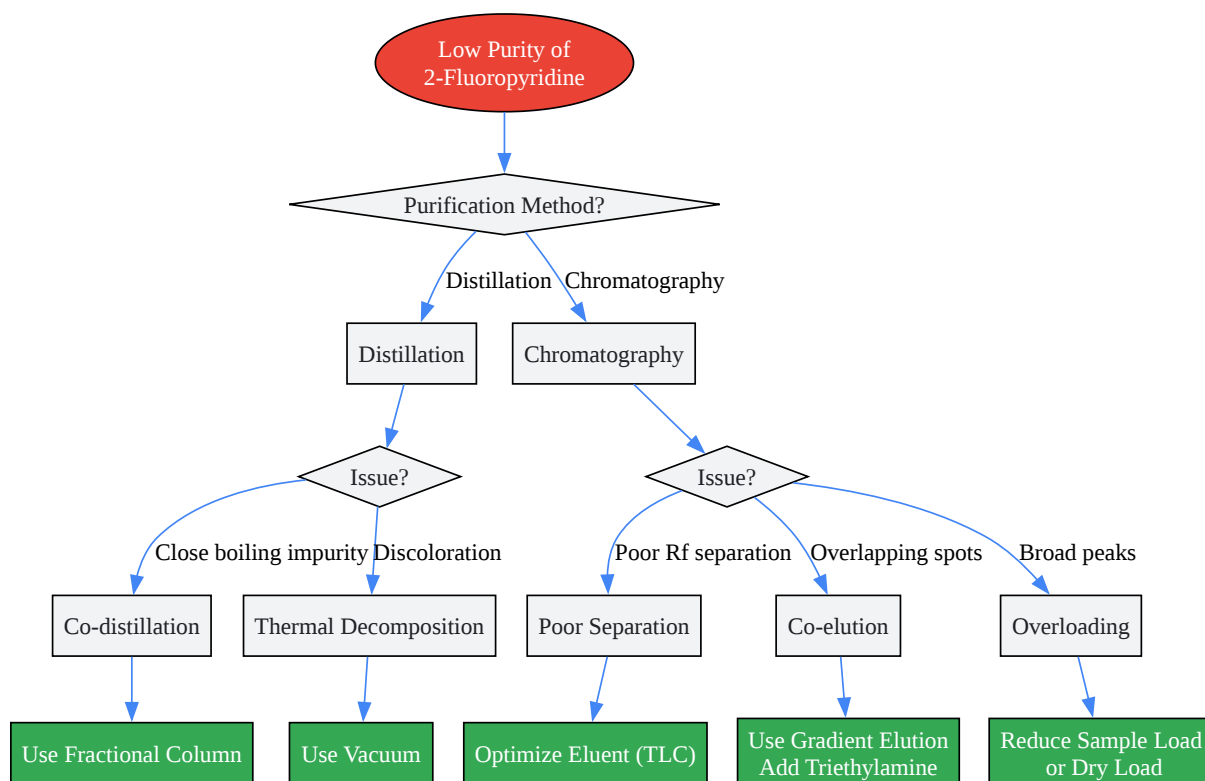 Low Purity of
2-Fluoropyridine
Purification Method?
Distillation
Chromatography
Distillation
Chromatography
Issue?
Issue?
Close boiling impurity
Discoloration
Poor Rf separation
Overlapping spots
Broad peaks
Co-distillation
Thermal Decomposition
Poor Separation
Co-elution
Overloading
Use Fractional Column
Use Vacuum
Optimize Eluent (TLC)
Use Gradient Elution
Add Triethylamine
Reduce Sample Load
or Dry Load